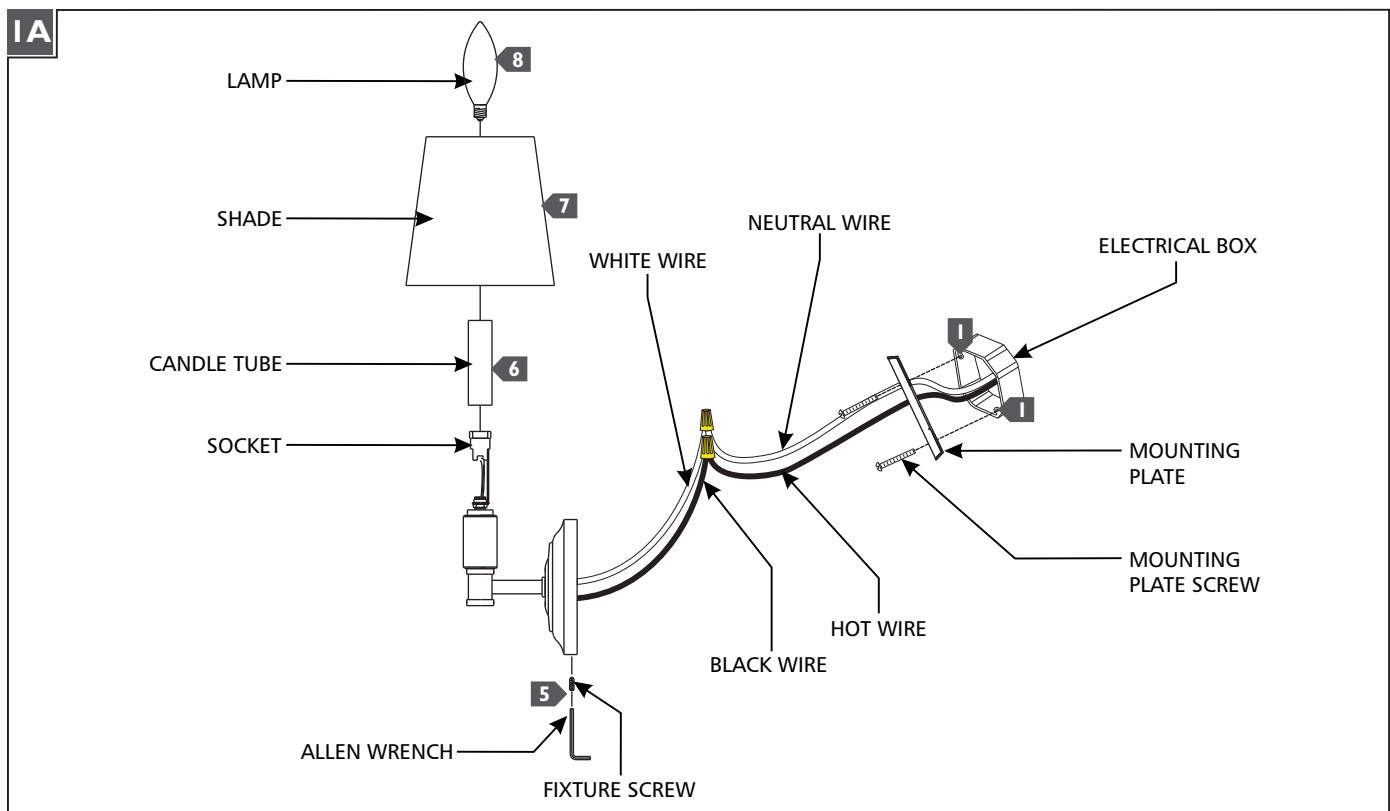 1A
LAMP
8
SHADE
7
NEUTRAL WIRE
ELECTRICAL BOX
WHITE WIRE
1
CANDLE TUBE
6
1
SOCKET
MOUNTING
PLATE
MOUNTING
PLATE SCREW
HOT WIRE
BLACK WIRE
5
ALLEN WRENCH
FIXTURE SCREW